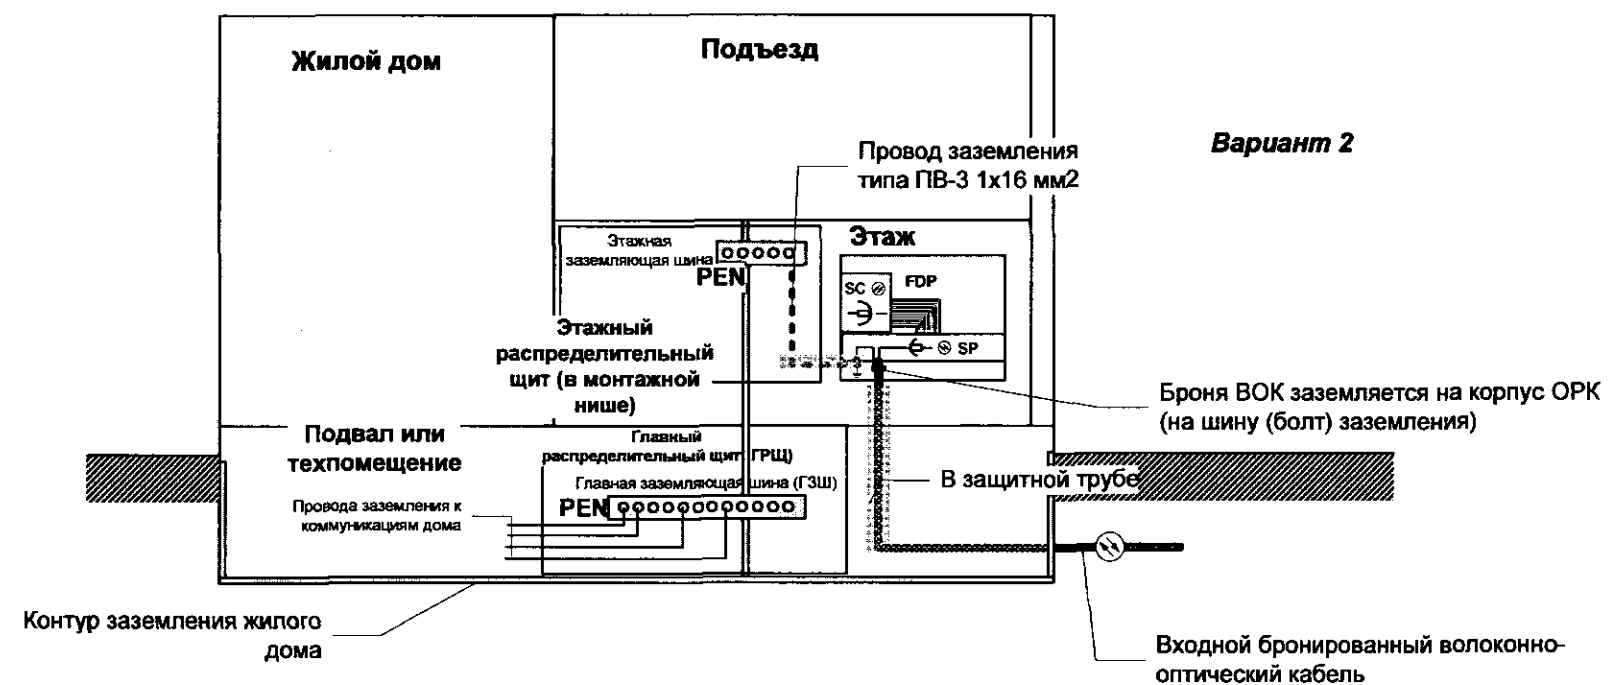 Жилой дом
Подъезд
Вариант 2
Провод заземления
типа ПВ-3 1х16 мм2
Этажная
заземляющая шина
PEN
Этаж
SC
FDP
SP
Этажный
распределительный
щит (в монтажной
нише)
Броня ВОК заземляется на корпус ОРК
(на шину (болт) заземления)
Подвал или
техпомещение
Главный
распределительный щит ГРЩ)
Главная заземляющая шина (ГЗШ)
PEN
В защитной трубе
Провода заземления к
коммуникациям дома
Контур заземления жилого
дома
Входной бронированный волоконно-
оптический кабель